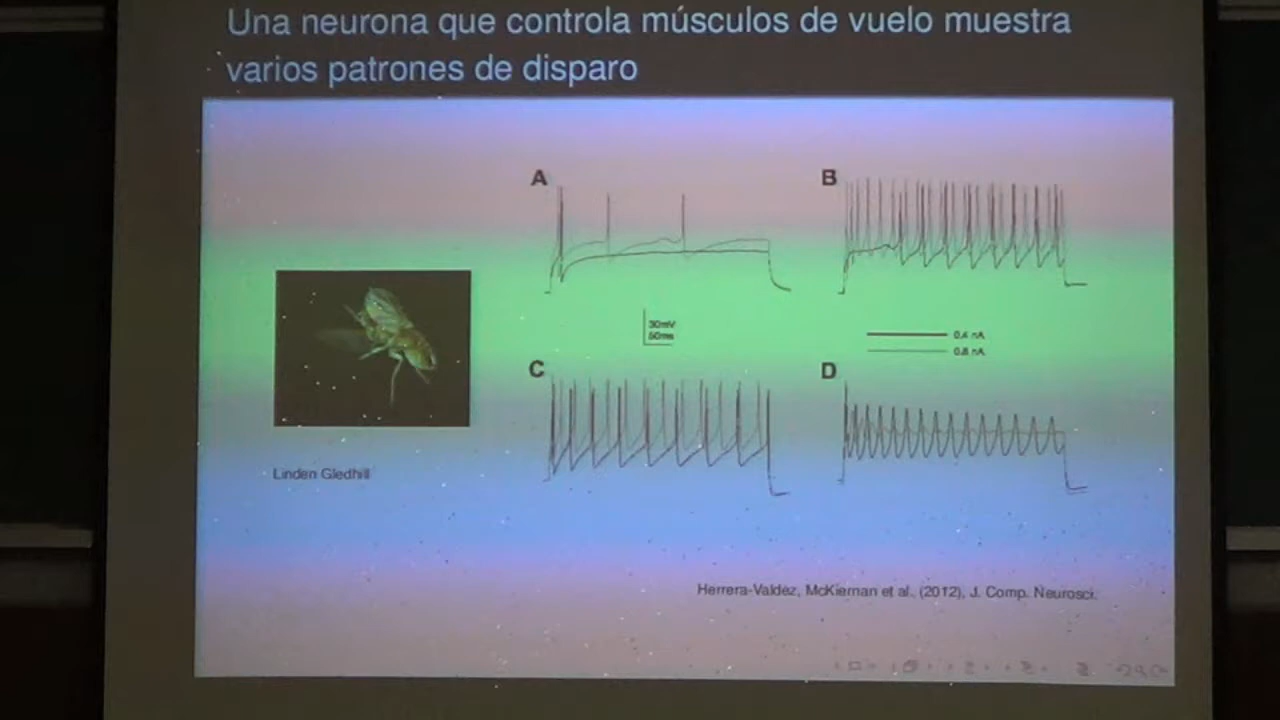 Una neurona que controla músculos de vuelo muestra
varios patrones de disparo
A
B
30mV
50ms
0.4 nA
0.8 nA
C
D
Linden Gledhill
Herrera-Valdèz, McKiernan et al., (2012), J. Comp. Neurosci.